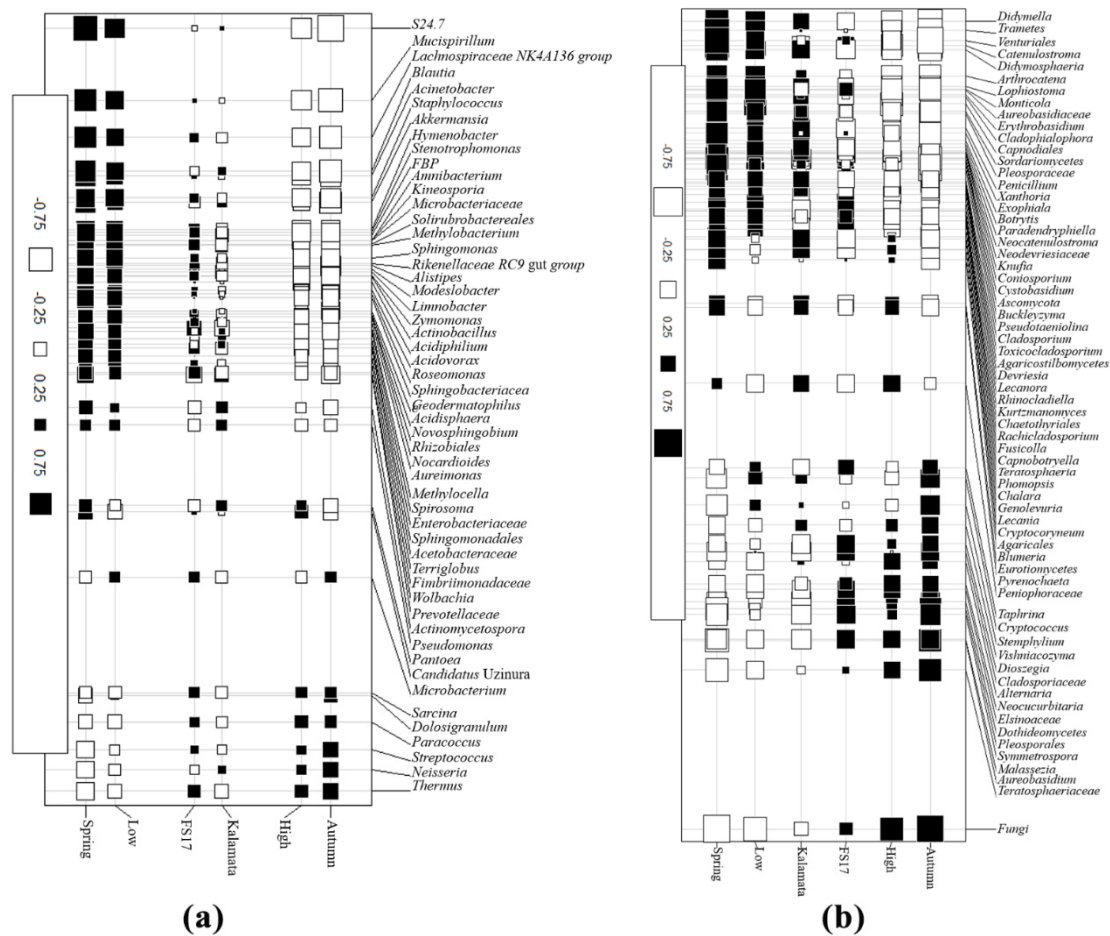 S24.7
Mucispirillum
Lachnospiraceae NK4A136 group
Blautia
Acinetobacter
Staphylococcus
Akkermansia
Hymenobacter
Stenotrophomonas
FBP
Amnibacterium
Kineosporia
Microbacteriaceae
Solirubrobactereales
Methylobacterium
Sphingomonas
Rikenellaceae RC9 gut group
Alistipes
Modeslobacter
Limnobacter
Zymomonas
Actinobacillus
Acidiphilium
Acidovorax
Roseomonas
Sphingobacteriacea
Geodermatophilus
Acidisphaera
Novosphingobium
Rhizobiales
Nocardioides
Aureimonas
Methylocella
Spirosoma
Enterobacteriaceae
Sphingomonadales
Acetobacteraceae
Terriglobus
Fimbriimonadaceae
Wolbachia
Prevotellaceae
Actinomycetospora
Pseudomonas
Pantoea
Candidatus Uzinura
Microbacterium
Sarcina
Dolosigranulum
Paracoccus
Streptococcus
Neisseria
Thermus
-0.75
-0.25
0.25
0.75
Spring
Low
FS17
Kalamata
High
Autumn
(a)
Didymella
Trametes
Venturiales
Catenulostroma
Didymosphaeria
Arthrocatena
Lophiostoma
Monticola
Aureobasidiaceae
Erythrobasidium
Cladophialophora
Capnodiales
Sordariomycetes
Pleosporaceae
Penicillium
Xanthoria
Exophiala
Botrytis
Paradendryphiella
Neocatenulostroma
Neodevriesiaceae
Knufia
Coniosporium
Cystobasidium
Ascomycota
Buckleyzyma
Pseudotaeniolina
Cladosporium
Toxicocladosporium
Agaricostilbomycetes
Devriesia
Lecanora
Rhinocladiella
Kurtzmanomyces
Chaetothyriales
Rachicladosporium
Fusicolla
Capnobotryella
Teratosphaeria
Phomopsis
Chalara
Genolevuria
Lecania
Cryptocoryneum
Agaricales
Blumeria
Eurotiomycetes
Pyrenochaeta
Peniophoraceae
Taphrina
Cryptococcus
Stemphylium
Vishniacozyma
Dioszegia
Cladosporiaceae
Alternaria
Neocucurbitaria
Elsinoaceae
Dothideomycetes
Pleosporales
Symmetrospora
Malassezia
Aureobasidium
Teratosphaeriaceae
Fungi
-0.75
-0.25
0.25
0.75
Spring
Low
Kalamata
FS17
High
Autumn
(b)